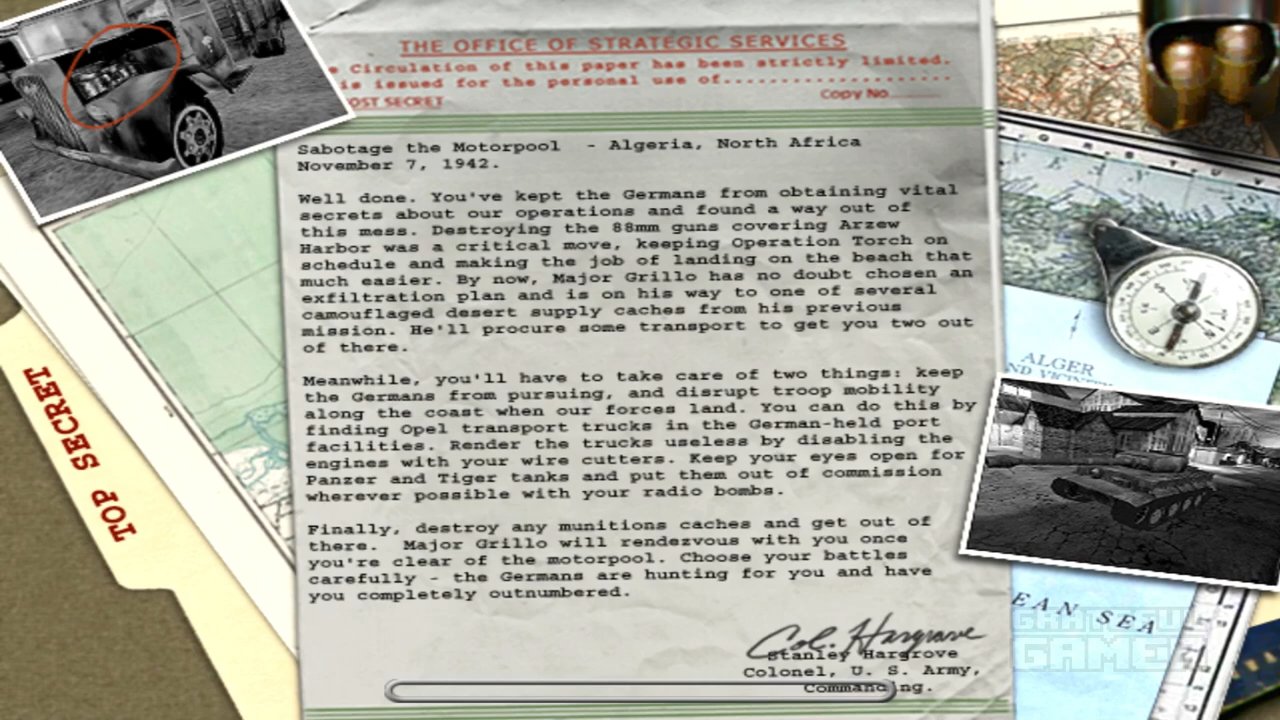 THE OFFICE OF STRATEGIC SERVICES
e Circulation of this paper has been strictly limited.
is issued for the personal use of....................
OST SECRET
Copy No.........
Sabotage the Motorpool - Algeria, North Africa
November 7, 1942.
Well done. You've kept the Germans from obtaining vital
secrets about our operations and found a way out of
this mess. Destroying the 88mm guns covering Arzew
Harbor was a critical move, keeping Operation Torch on
schedule and making the job of landing on the beach that
much easier. By now, Major Grillo has no doubt chosen an
exfiltration plan and is on his way to one of several
camouflaged desert supply caches from his previous
mission. He'll procure some transport to get you two out
of there.
Meanwhile, you'll have to take care of two things: keep
the Germans from pursuing, and disrupt troop mobility
along the coast when our forces land. You can do this by
finding Opel transport trucks in the German-held port
facilities. Render the trucks useless by disabling the
engines with your wire cutters. Keep your eyes open for
Panzer and Tiger tanks and put them out of commission
wherever possible with your radio bombs.
Finally, destroy any munitions caches and get out of
there. Major Grillo will rendezvous with you once
you're clear of the motorpool. Choose your battles
carefully - the Germans are hunting for you and have
you completely outnumbered.
Col. Hargrove
Stanley Hargrove
Colonel, U. S. Army,
Commanding.
TOP SECRET
ALGER
ND VICINITY
EAN SEA